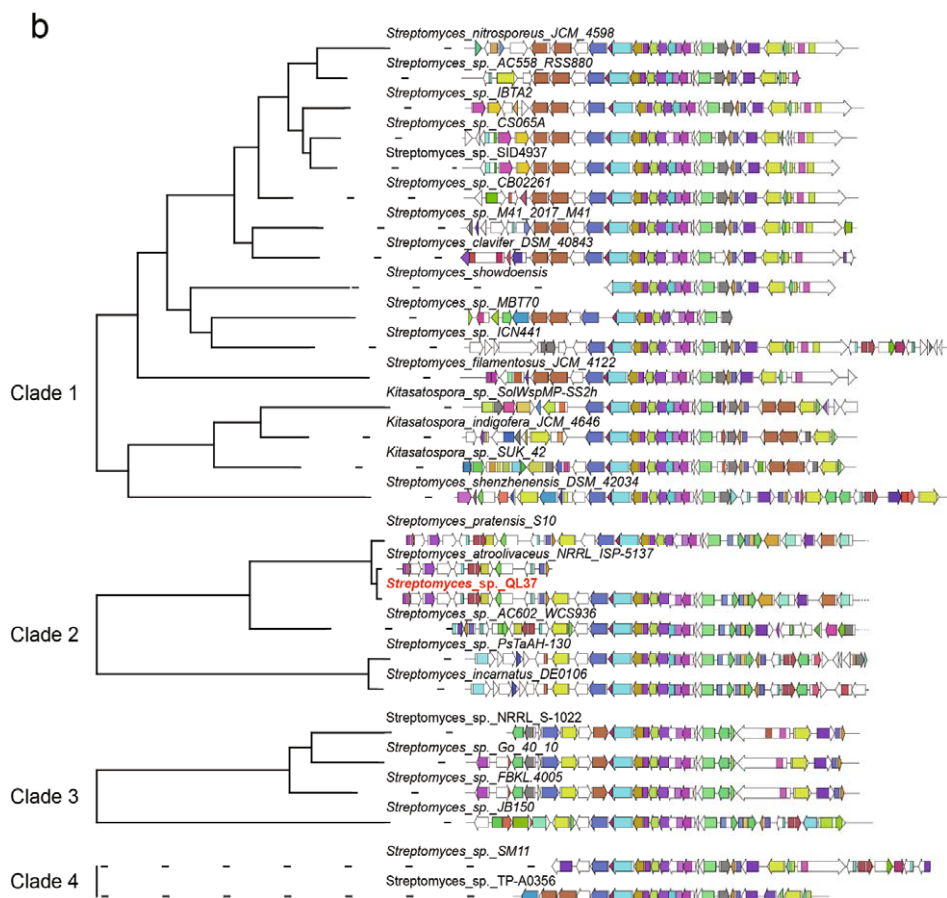 b
Streptomyces_nitrosporeus_JCM_4598
Streptomyces_sp._AC558_RSS880
Streptomyces_sp._IBTA2
Streptomyces_sp._CS065A
Streptomyces_sp._SID4937
Streptomyces_sp._CB02261
Streptomyces_sp._M41_2017_M41
Streptomyces_clavifer_DSM_40843
Streptomyces_showdoensis
Streptomyces_sp._MBT70
Streptomyces_sp._ICN441
Streptomyces_filamentosus_JCM_4122
Clade 1
Kitasatospora_sp._SolWspMP-SS2h
Kitasatospora_indigofera_JCM_4646
Kitasatospora_sp._SUK_42
Streptomyces_shenzhenensis_DSM_42034
Streptomyces_pratensis_S10
Streptomyces_atroolivaceus_NRRL_ISP-5137
Streptomyces_sp._QL37
Streptomyces_sp._AC602_WCS936
Clade 2
Streptomyces_sp._PsTaAH-130
Streptomyces_incarnatus_DE0106
Streptomyces_sp._NRRL_S-1022
Streptomyces_sp._Go_40_10
Streptomyces_sp._FBKL.4005
Clade 3
Streptomyces_sp._JB150
Streptomyces_sp._SM11
Clade 4
Streptomyces_sp._TP-A0356